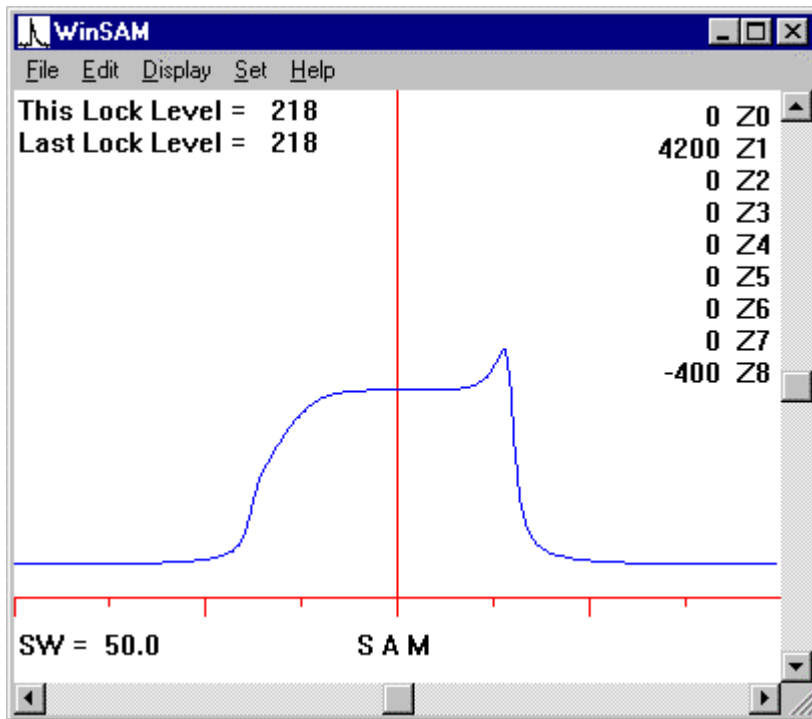 WinSAM
File Edit Display Set Help
This Lock Level = 218
Last Lock Level = 218
0 Z0
4200 Z1
0 Z2
0 Z3
0 Z4
0 Z5
0 Z6
0 Z7
-400 Z8
SW = 50.0 S A M